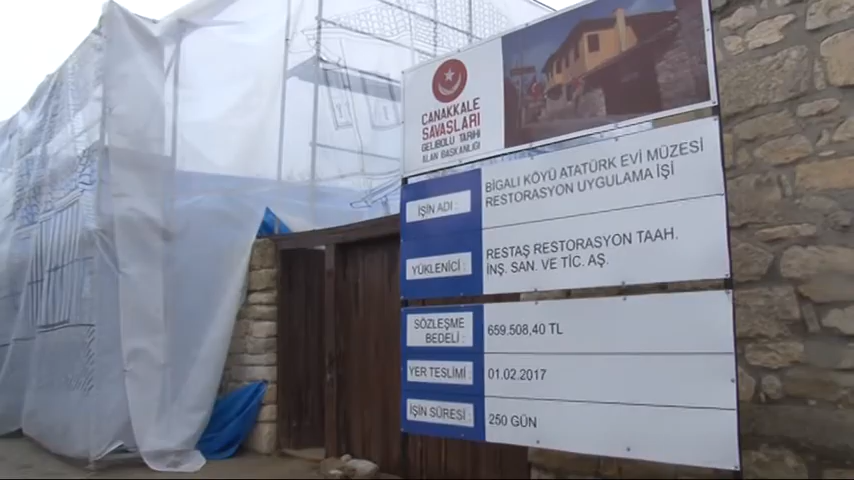 ÇANAKKALE
SAVAŞLARI
GELİBOLU TARİHİ
ALAN BAŞKANLIĞI
İŞİN ADI :
BİGALI KÖYÜ ATATÜRK EVİ MÜZESİ
RESTORASYON UYGULAMA İŞİ
YÜKLENİCİ :
RESTAŞ RESTORASYON TAAH.
İNŞ. SAN. VE TİC. AŞ.
SÖZLEŞME
BEDELİ :
659.508,40 TL
YER TESLİMİ :
01.02.2017
İŞİN SÜRESİ :
250 GÜN